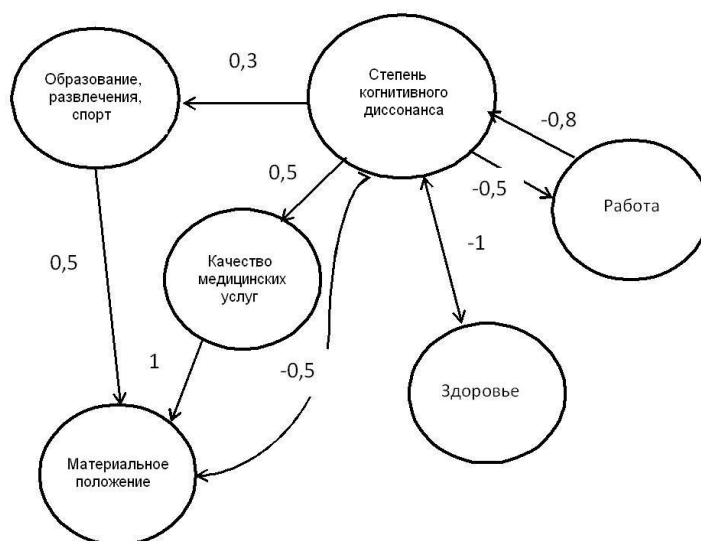 Образование,
развлечения,
спорт
0,3
Степень
когнитивного
диссонанса
-0,8
-0,5
Работа
0,5
Качество
медицинских
услуг
0,5
-1
1
-0,5
Здоровье
Материальное
положение